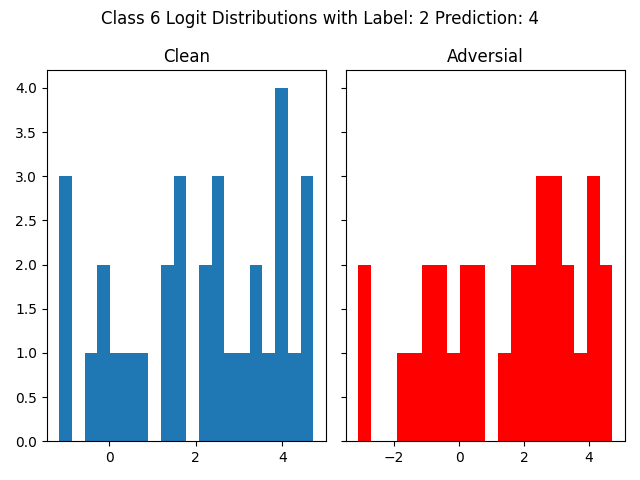 Class 6 Logit Distributions with Label: 2 Prediction: 4
Clean
Adversial
4.0
3.5
3.0
2.5
2.0
1.5
1.0
0.5
0.0
0 2 4
−2 0 2 4